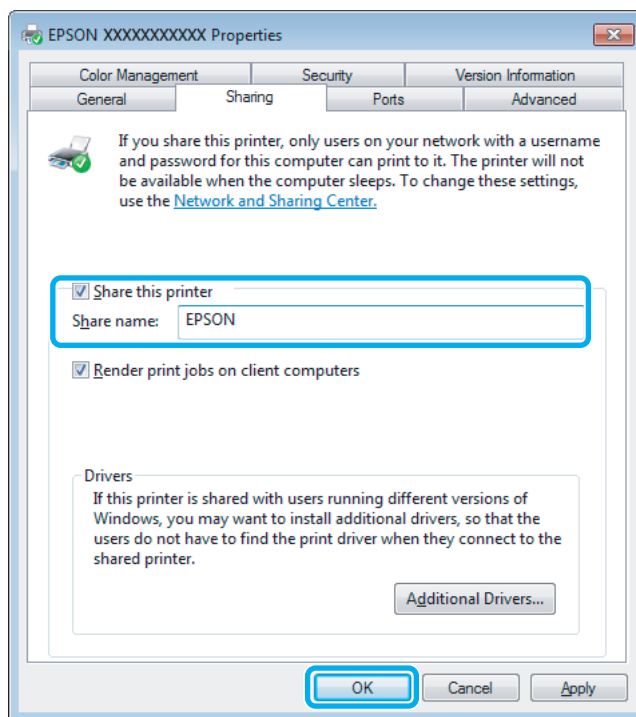 EPSON XXXXXXXXXXX Properties
Color Management Security Version Information
General Sharing Ports Advanced
If you share this printer, only users on your network with a username
and password for this computer can print to it. The printer will not
be available when the computer sleeps. To change these settings,
use the Network and Sharing Center.
Share this printer
Share name: EPSON
Render print jobs on client computers
Drivers
If this printer is shared with users running different versions of
Windows, you may want to install additional drivers, so that the
users do not have to find the print driver when they connect to the
shared printer.
Additional Drivers...
OK Cancel Apply